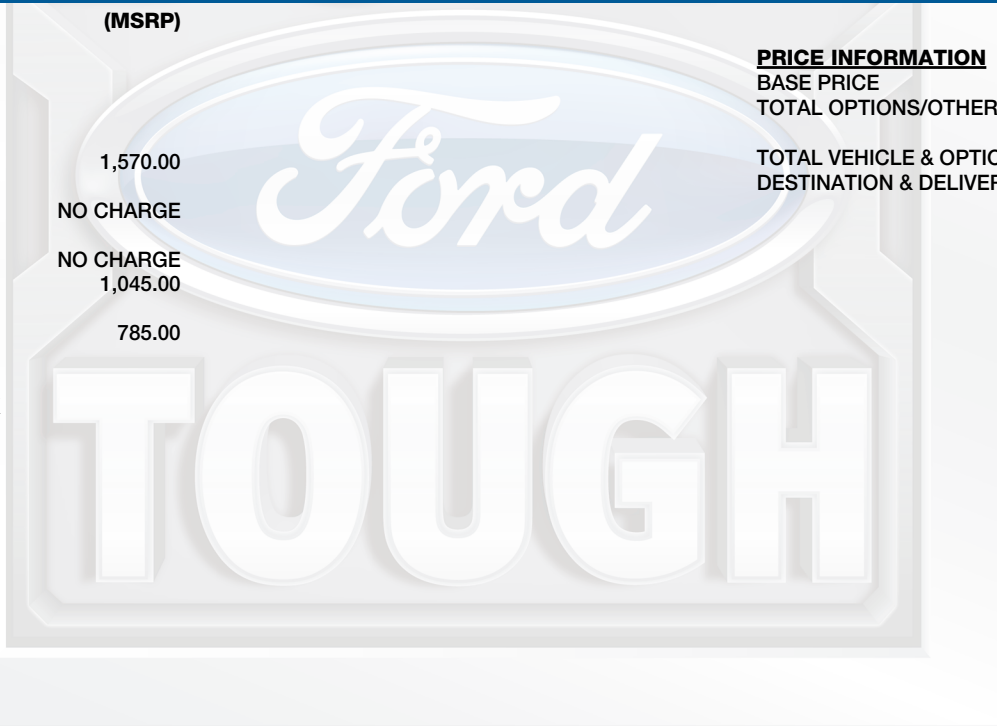 (MSRP)
1,570.00
NO CHARGE
NO CHARGE
1,045.00
785.00
PRICE INFORMATION
BASE PRICE
TOTAL OPTIONS/OTHER
TOTAL VEHICLE & OPTIO
DESTINATION & DELIVER
Ford
TOUGH